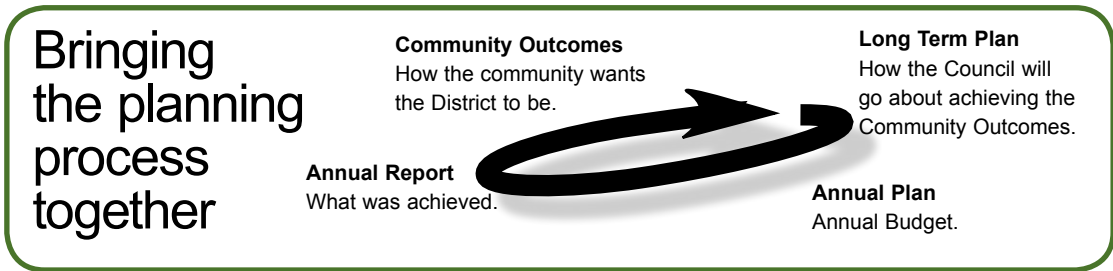 Bringing
the planning
process
together
Community Outcomes
How the community wants
the District to be.
Long Term Plan
How the Council will
go about achieving the
Community Outcomes.
Annual Report
What was achieved.
Annual Plan
Annual Budget.